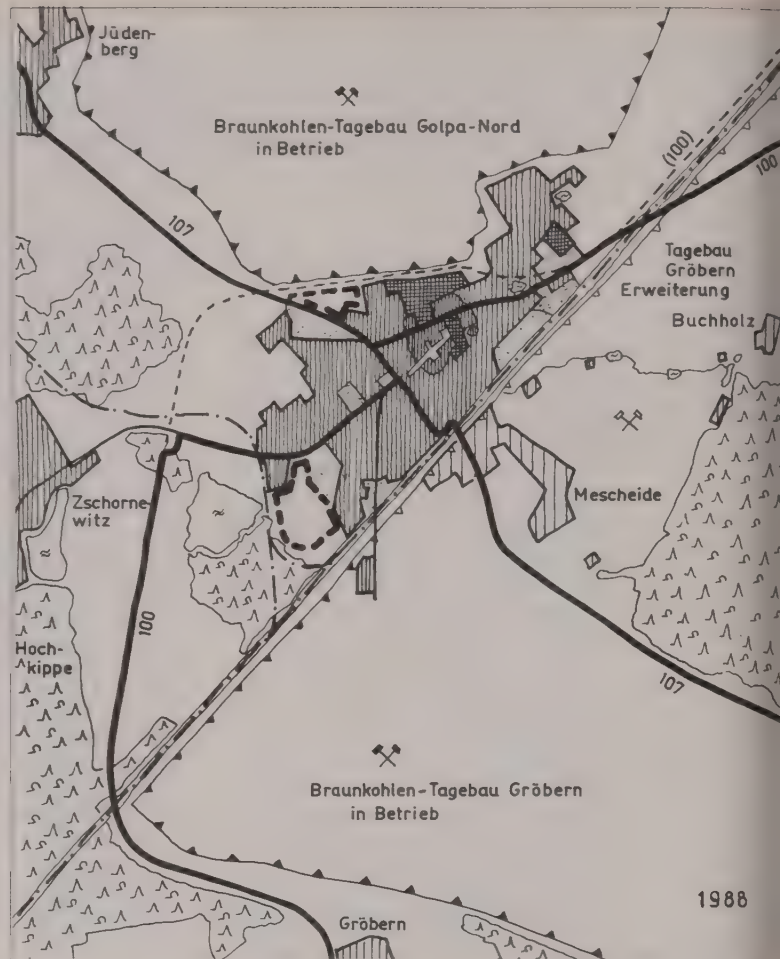 Jüden-
berg
Braunkohlen-Tagebau Golpa-Nord
in Betrieb
(100)
100
107
Tagebau
Gröbern
Erweiterung
Buchholz
Zschorne-
witz
Mescheide
100
Hoch-
kippe
107
Braunkohlen-Tagebau Gröbern
in Betrieb
1988
Gröbern